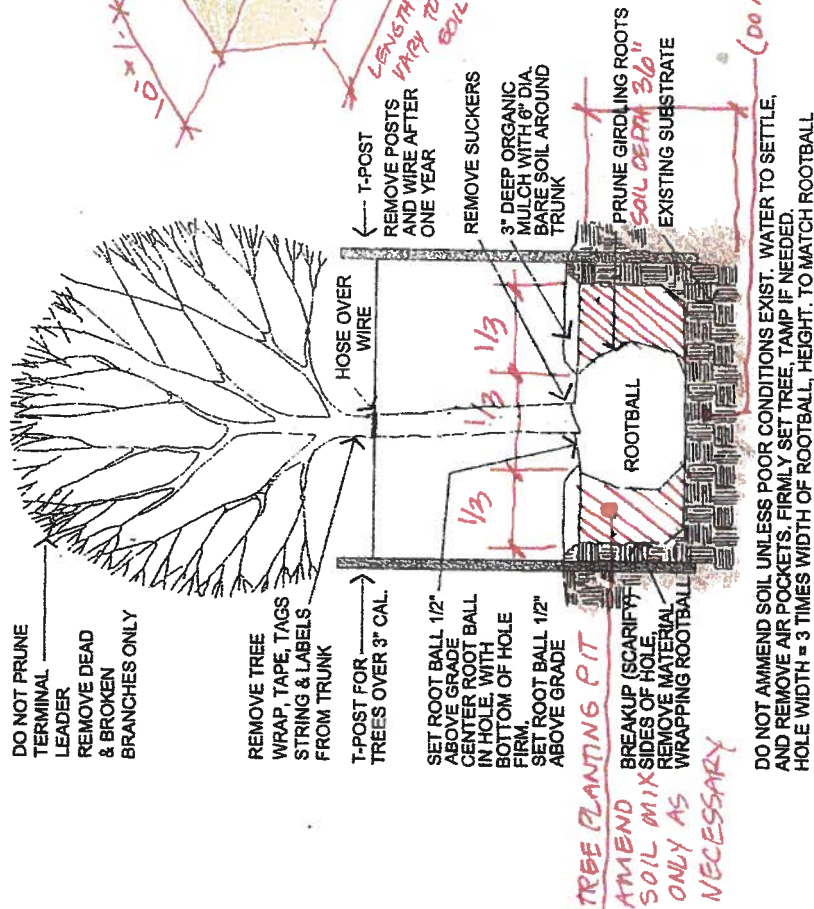 DO NOT PRUNE
TERMINAL
LEADER
REMOVE DEAD
& BROKEN
BRANCHES ONLY
REMOVE TREE
WRAP, TAPE, TAGS
STRING & LABELS
FROM TRUNK
T-POST FOR
TREES OVER 3" CAL.
SET ROOT BALL 1/2"
ABOVE GRADE
CENTER ROOT BALL
IN HOLE, WITH
BOTTOM OF HOLE
FIRM.
SET ROOT BALL 1/2"
ABOVE GRADE
TREE PLANTING PIT
BREAKUP (SCARIFY)
SIDES OF HOLE,
REMOVE MATERIAL
WRAPPING ROOTBALL
AMEND
SOIL MIX
ONLY AS
NECESSARY
HOSE OVER
WIRE
1/3
1/3
1/3
ROOTBALL
T-POST
REMOVE POSTS
AND WIRE AFTER
ONE YEAR
REMOVE SUCKERS
3" DEEP ORGANIC
MULCH WITH 6" DIA.
BARE SOIL AROUND
TRUNK
PRUNE GIRDLING ROOTS
SOIL DEPTH 36"
EXISTING SUBSTRATE
LENGTH
VARY TO
SOIL
(DO
DO NOT AMMEND SOIL UNLESS POOR CONDITIONS EXIST. WATER TO SETTLE,
AND REMOVE AIR POCKETS. FIRMLY SET TREE, TAMP IF NEEDED.
HOLE WIDTH = 3 TIMES WIDTH OF ROOTBALL, HEIGHT. TO MATCH ROOTBALL